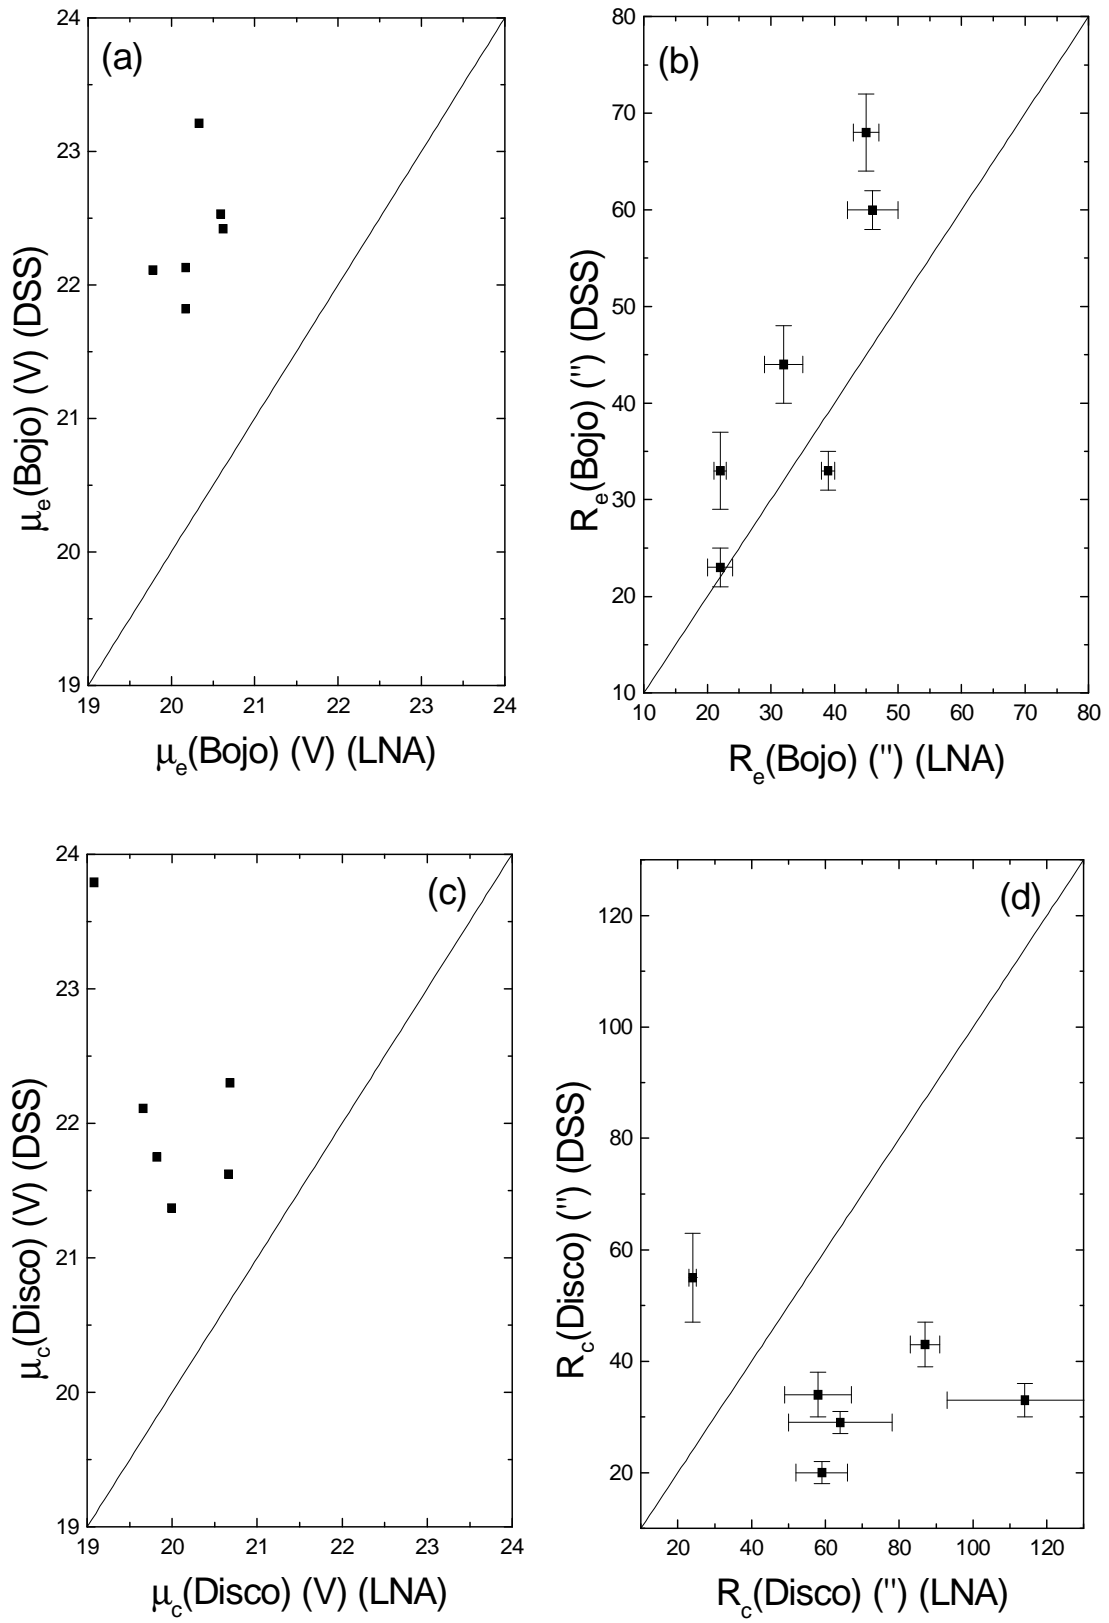 (a)
24
23
22
21
20
19
19 20 21 22 23 24
μe(Bojo) (V) (DSS)
μe(Bojo) (V) (LNA)
(b)
80
70
60
50
40
30
20
10
10 20 30 40 50 60 70 80
Re(Bojo) (") (DSS)
Re(Bojo) (") (LNA)
(c)
24
23
22
21
20
19
19 20 21 22 23 24
μc(Disco) (V) (DSS)
μc(Disco) (V) (LNA)
(d)
120
100
80
60
40
20
20 40 60 80 100 120
Rc(Disco) (") (DSS)
Rc(Disco) (") (LNA)